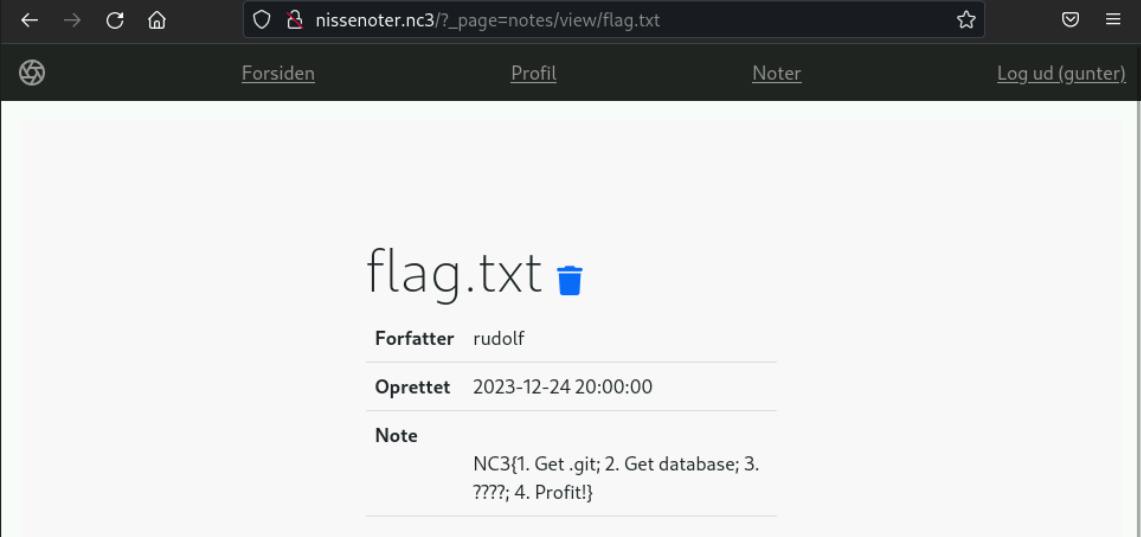 nissenoter.nc3/?_page=notes/view/flag.txt
Forsiden Profil Noter Log ud (gunter)
flag.txt
Forfatter rudolf
Oprettet 2023-12-24 20:00:00
Note
NC3{1. Get .git; 2. Get database; 3.
????; 4. Profit!}